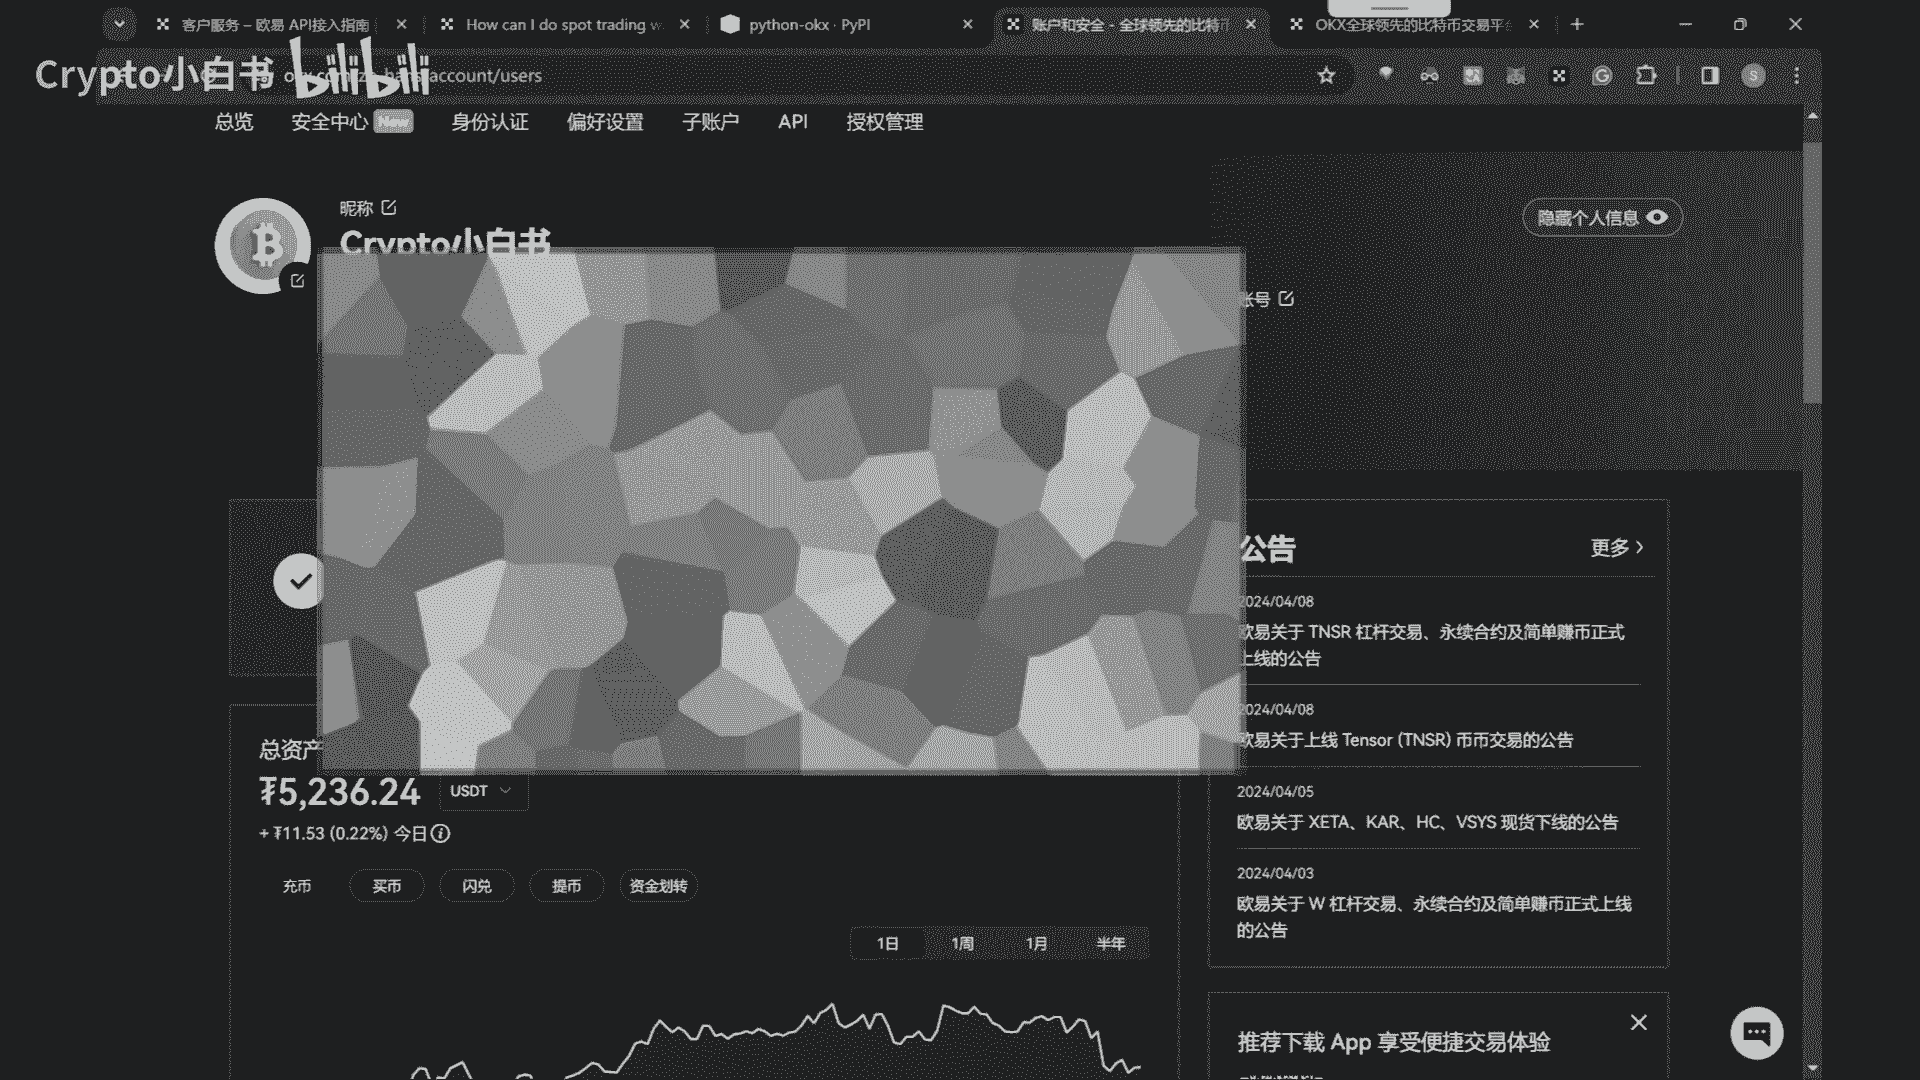 客户服务 – 欧易 API接入指南
How can I do spot trading w
python-okx · PyPI
账户和安全 - 全球领先的比特币
OKX全球领先的比特币交易平台
Crypto小白书
bilibili
account/users
总览 安全中心 New 身份认证 偏好设置 子账户 API 授权管理
昵称
Crypto小白书
隐藏个人信息
账号
公告
更多
2024/04/08
欧易关于 TNSR 杠杆交易、永续合约及简单赚币正式
上线的公告
2024/04/08
欧易关于上线 Tensor (TNSR) 币币交易的公告
2024/04/05
欧易关于 XETA、KAR、HC、VSYS 现货下线的公告
2024/04/03
欧易关于 W 杠杆交易、永续合约及简单赚币正式上线
的公告
总资产
₮5,236.24 USDT
+ ₮11.53 (0.22%) 今日
充币 买币 闪兑 提币 资金划转
1日 1周 1月 半年
推荐下载 App 享受便捷交易体验